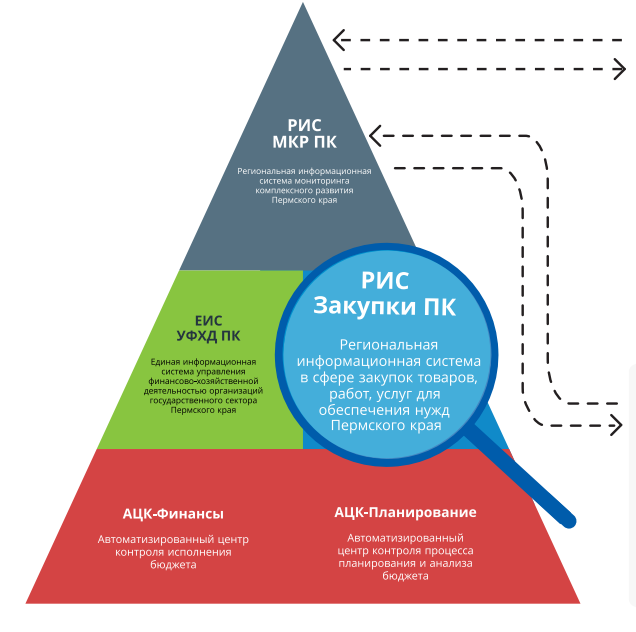 РИС
МКР ПК
Региональная информационная
система мониторинга
комплексного развития
Пермского края
РИС
Закупки ПК
Региональная
информационная система
в сфере закупок товаров,
работ, услуг для
обеспечения нужд
Пермского края
ЕИС
УФХД ПК
Единая информационная
система управления
финансово-хозяйственной
деятельностью организаций
государственного сектора
Пермского края
АЦК-Финансы
Автоматизированный центр
контроля исполнения
бюджета
АЦК-Планирование
Автоматизированный
центр контроля процесса
планирования и анализа
бюджета